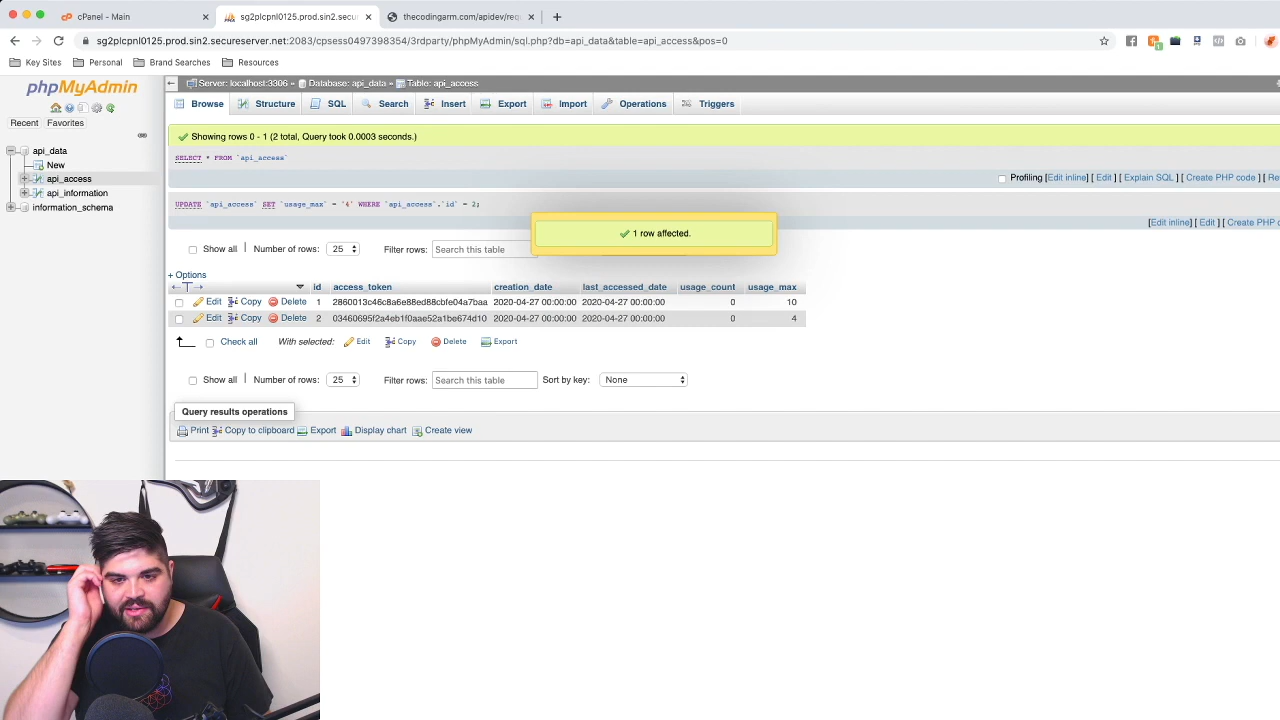 cPanel - Main
sg2plcpnl0125.prod.sin2.secu
thecodingarm.com/apidev/req
sg2plcpnl0125.prod.sin2.secureserver.net:2083/cpsess0497398354/3rdparty/phpMyAdmin/sql.php?db=api_data&table=api_access&pos=0
Key Sites Personal Brand Searches Resources
phpMyAdmin
Recent Favorites
api_data
New
api_access
api_information
information_schema
Server: localhost:3306 » Database: api_data » Table: api_access
Browse Structure SQL Search Insert Export Import Operations Triggers
Showing rows 0 - 1 (2 total, Query took 0.0003 seconds.)
SELECT * FROM `api_access`
Profiling [Edit inline] [ Edit ] [ Explain SQL ] [ Create PHP code ] [ Re
UPDATE `api_access` SET `usage_max` = '4' WHERE `api_access`.`id` = 2;
[Edit inline] [ Edit ] [ Create PHP co
1 row affected.
Show all Number of rows: 25 Filter rows: Search this table
+ Options
id access_token creation_date last_accessed_date usage_count usage_max
Edit Copy Delete 1 2860013c46c8a6e88ed88cbfe04a7baa 2020-04-27 00:00:00 2020-04-27 00:00:00 0 10
Edit Copy Delete 2 03460695f2a4eb1f0aae52a1be674d10 2020-04-27 00:00:00 2020-04-27 00:00:00 0 4
Check all With selected: Edit Copy Delete Export
Show all Number of rows: 25 Filter rows: Search this table Sort by key: None
Query results operations
Print Copy to clipboard Export Display chart Create view